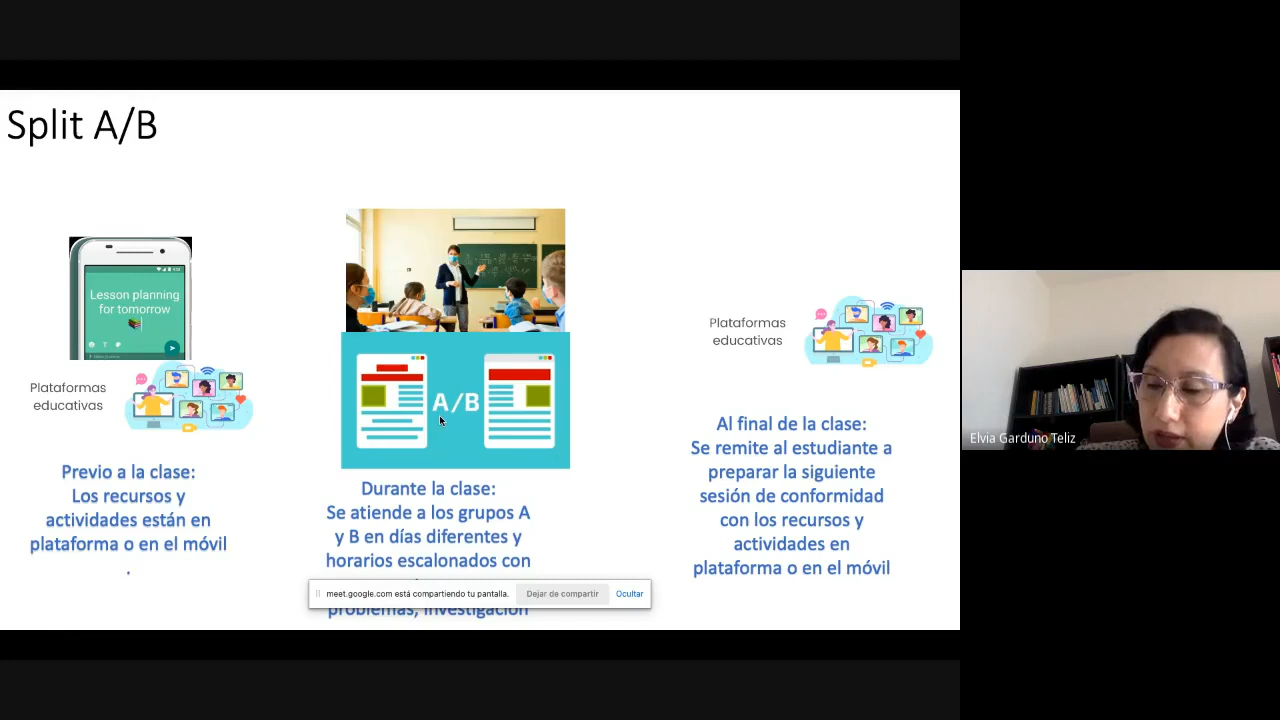 Split A/B
Lesson planning
for tomorrow
Plataformas
educativas
Previo a la clase:
Los recursos y
actividades están en
plataforma o en el móvil
.
A/B
Durante la clase:
Se atiende a los grupos A
y B en días diferentes y
horarios escalonados con
problemas, investigación
meet.google.com está compartiendo tu pantalla.
Dejar de compartir
Ocultar
Plataformas
educativas
Al final de la clase:
Se remite al estudiante a
preparar la siguiente
sesión de conformidad
con los recursos y
actividades en
plataforma o en el móvil
Elvia Garduno Teliz